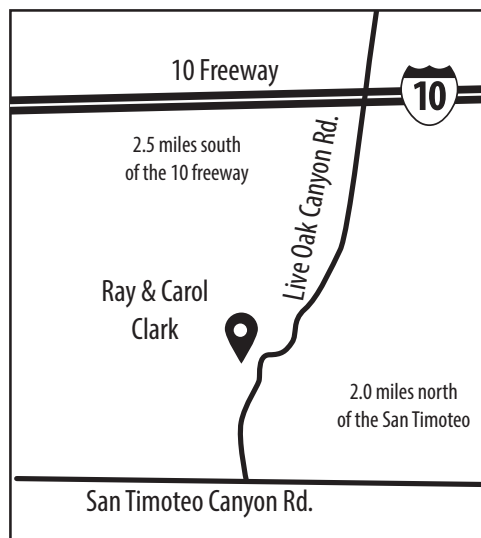 10 Freeway
10
2.5 miles south
of the 10 freeway
Live Oak Canyon Rd.
Ray & Carol
Clark
2.0 miles north
of the San Timoteo
San Timoteo Canyon Rd.